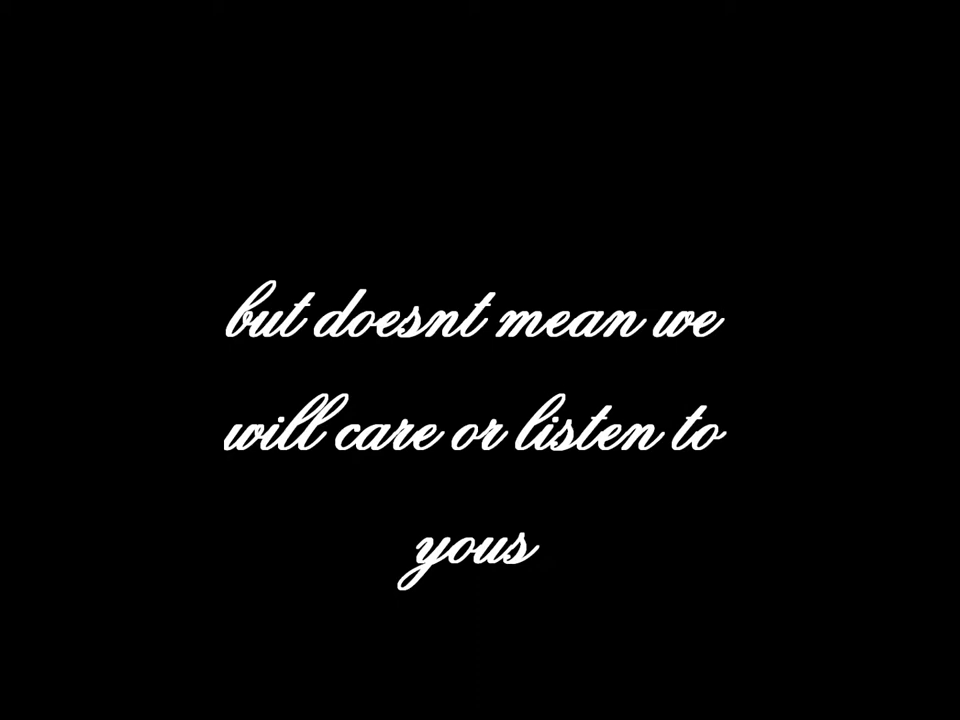 but doesnt mean we
will care or listen to
yous